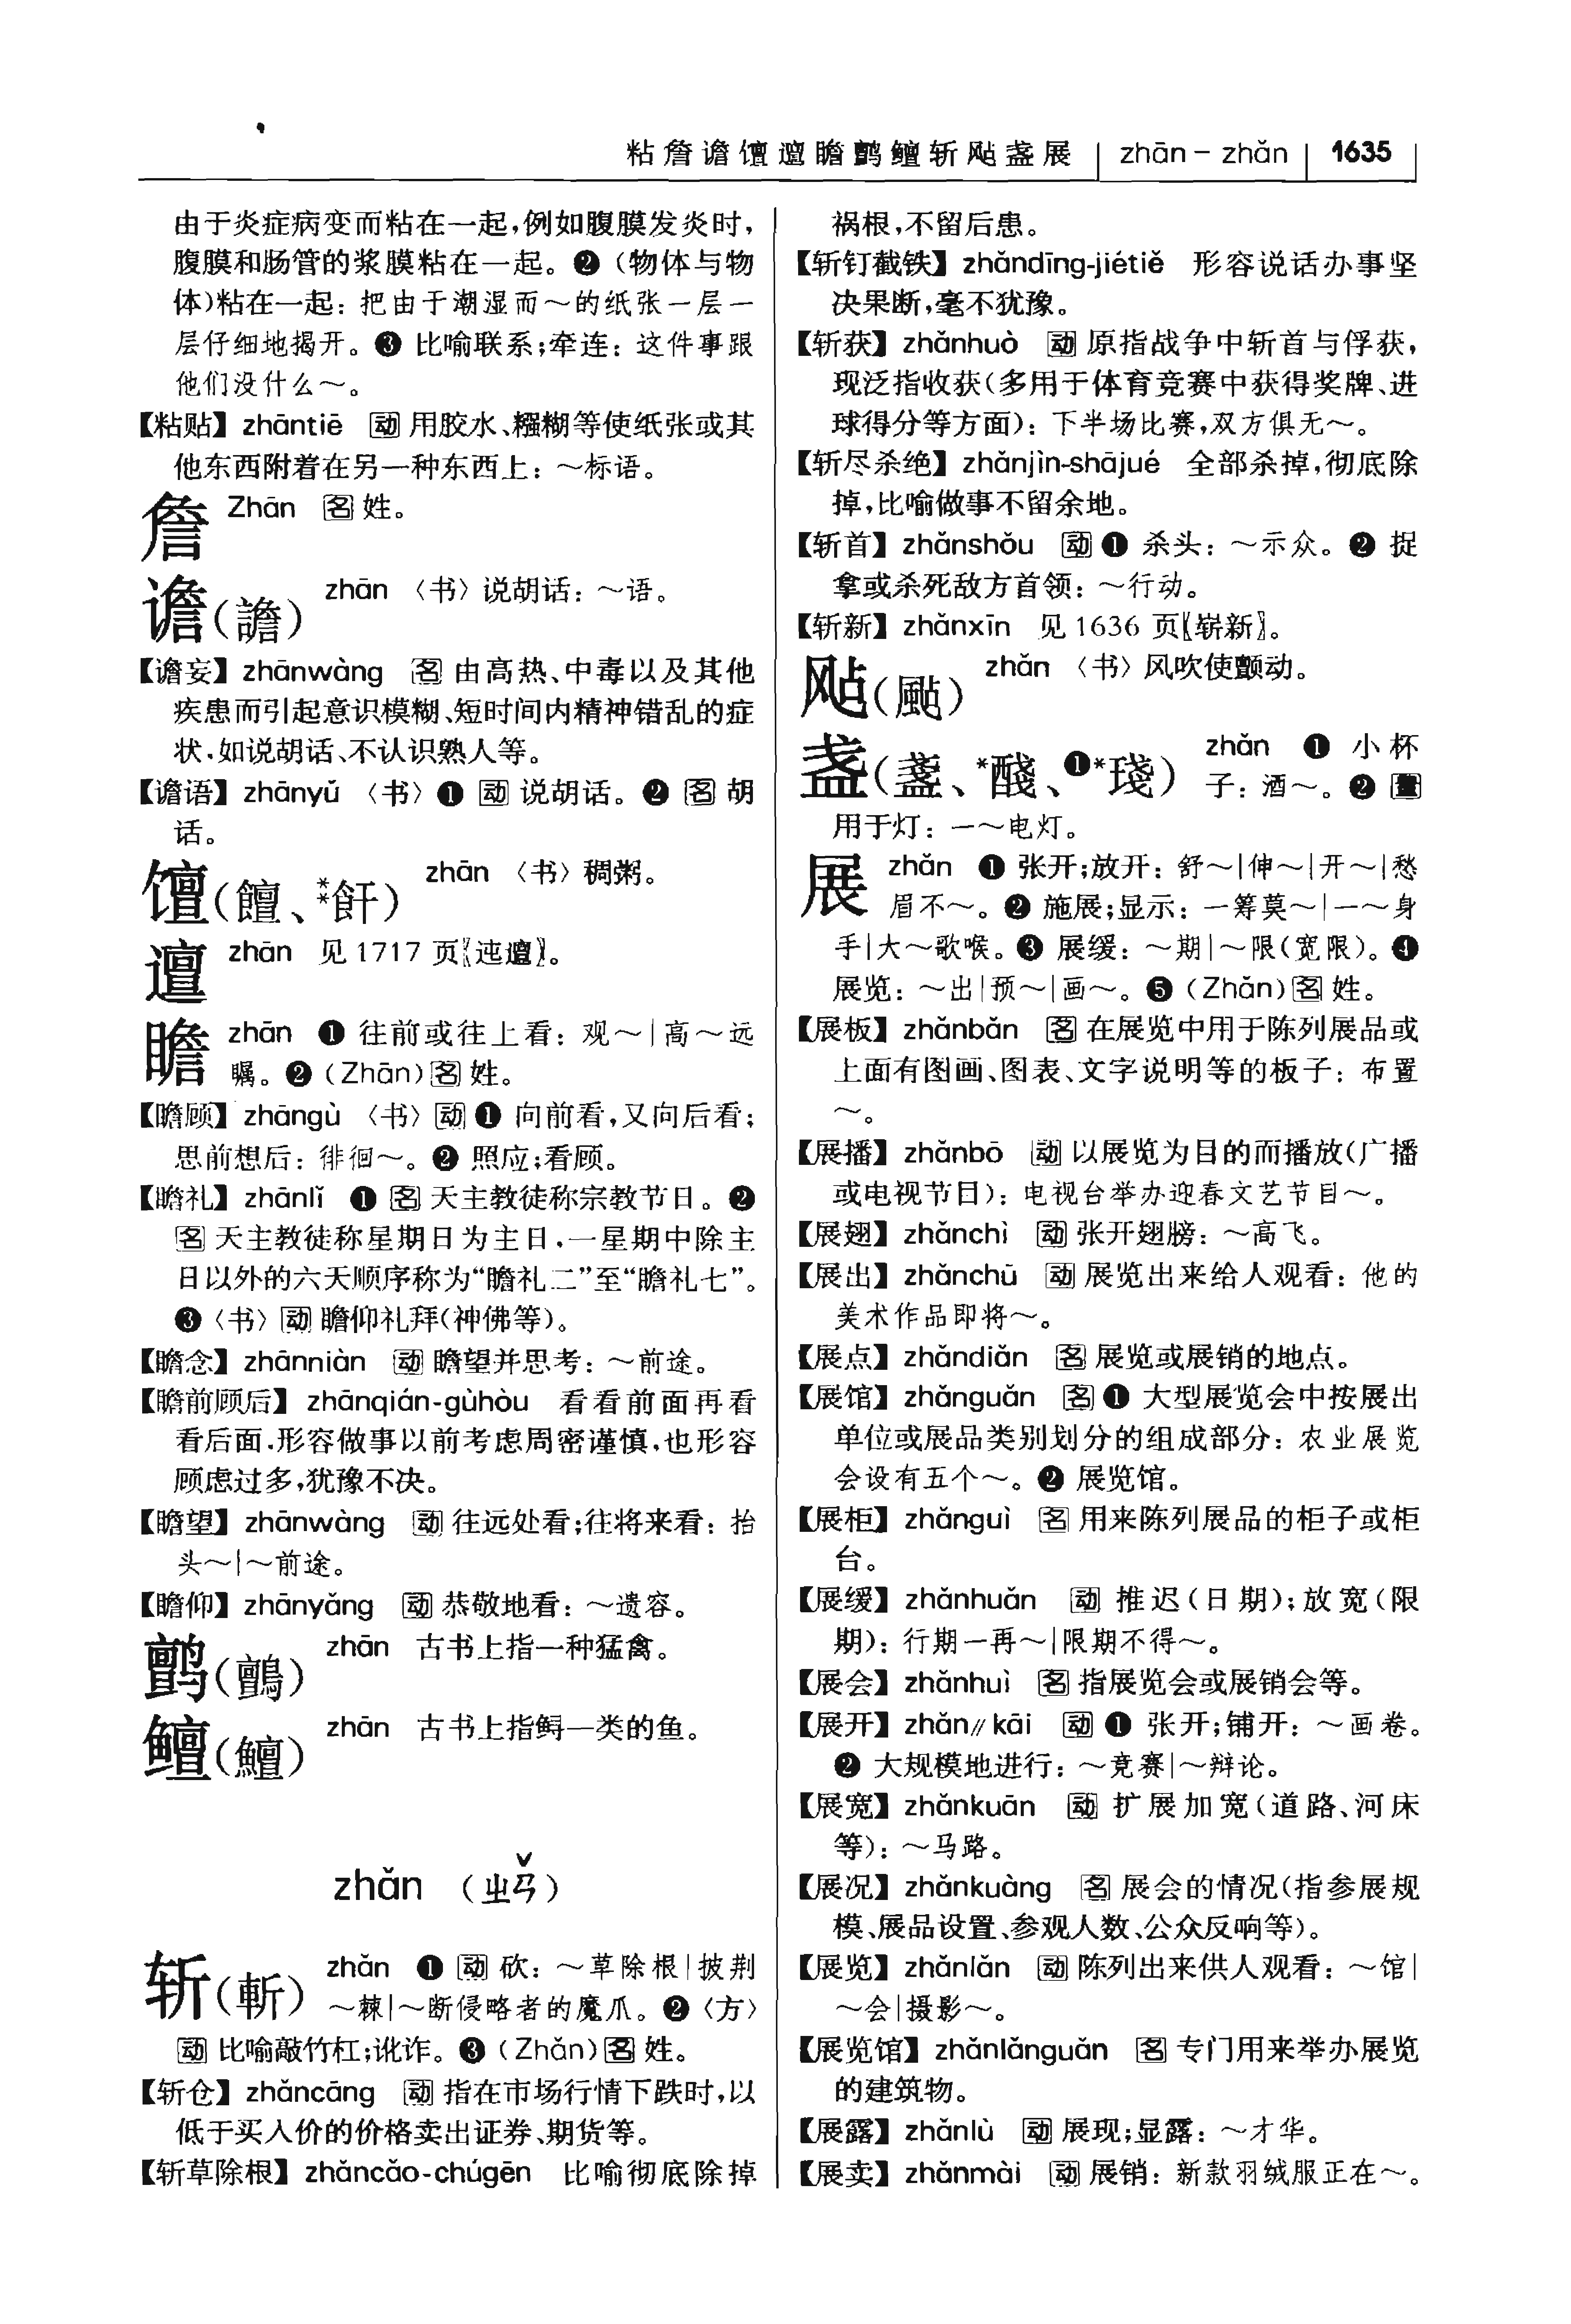 粘詹谵饘邅瞻鹯鳣斩飐盏展 zhān – zhǎn 1635
由于炎症病变而粘在一起,例如腹膜发炎时,
腹膜和肠管的浆膜粘在一起。❷(物体与物
体)粘在一起:把由于潮湿而～的纸张一层一
层仔细地揭开。❸ 比喻联系;牵连:这件事跟
他们没什么～。
【粘贴】zhāntiē 动 用胶水、糨糊等使纸张或其
他东西附着在另一种东西上:～标语。
詹 Zhān 名 姓。
谵(譫) zhān 〈书〉说胡话:～语。
【谵妄】zhānwàng 名 由高热、中毒以及其他
疾患而引起意识模糊、短时间内精神错乱的症
状,如说胡话、不认识熟人等。
【谵语】zhānyǔ 〈书〉❶ 动 说胡话。❷ 名 胡
话。
饘(饘、**飦) zhān 〈书〉稠粥。
邅 zhān 见1717页〖迍邅〗。
瞻 zhān ❶ 往前或往上看:观～|高～远
瞩。❷(Zhān)名 姓。
【瞻顾】zhāngù 〈书〉动 ❶ 向前看,又向后看;
思前想后:徘徊～。❷ 照应;看顾。
【瞻礼】zhānlǐ ❶ 名 天主教徒称宗教节日。❷
名 天主教徒称星期日为主日,一星期中除主
日以外的六天顺序称为“瞻礼二”至“瞻礼七”。
❸〈书〉动 瞻仰礼拜(神佛等)。
【瞻念】zhānniàn 动 瞻望并思考:～前途。
【瞻前顾后】zhānqián-gùhòu 看看前面再看
看后面,形容做事以前考虑周密谨慎,也形容
顾虑过多,犹豫不决。
【瞻望】zhānwàng 动 往远处看;往将来看:抬
头～|～前途。
【瞻仰】zhānyǎng 动 恭敬地看:～遗容。
鹯(鸇) zhān 古书上指一种猛禽。
鳣(鱣) zhān 古书上指鲟一类的鱼。
zhǎn (ㄓㄢˇ)
斩(斬) zhǎn ❶ 动 砍:～草除根|披荆
～棘|～断侵略者的魔爪。❷〈方〉
动 比喻敲竹杠;讹诈。❸(Zhǎn)名 姓。
【斩仓】zhǎncāng 动 指在市场行情下跌时,以
低于买入价的价格卖出证券、期货等。
【斩草除根】zhǎncǎo-chúgēn 比喻彻底除掉
祸根,不留后患。
【斩钉截铁】zhǎndīng-jiétiě 形容说话办事坚
决果断,毫不犹豫。
【斩获】zhǎnhuò 动 原指战争中斩首与俘获,
现泛指收获(多用于体育竞赛中获得奖牌、进
球得分等方面):下半场比赛,双方俱无～。
【斩尽杀绝】zhǎnjìn-shājué 全部杀掉,彻底除
掉,比喻做事不留余地。
【斩首】zhǎnshǒu 动 ❶ 杀头:～示众。❷ 捉
拿或杀死敌方首领:～行动。
【斩新】zhǎnxīn 见1636页〖崭新〗。
飐(颭) zhǎn 〈书〉风吹使颤动。
盏(盞、*醆、❶*琖) zhǎn ❶ 小杯
子:酒～。❷ 量
用于灯:一～电灯。
展 zhǎn ❶ 张开;放开:舒～|伸～|开～|愁
眉不～。❷ 施展;显示:一筹莫～|一～身
手|大～歌喉。❸ 展缓:～期|～限(宽限)。❹
展览:～出|预～|画～。❺(Zhǎn)名 姓。
【展板】zhǎnbǎn 名 在展览中用于陈列展品或
上面有图画、图表、文字说明等的板子:布置
～。
【展播】zhǎnbō 动 以展览为目的而播放(广播
或电视节目):电视台举办迎春文艺节目～。
【展翅】zhǎnchì 动 张开翅膀:～高飞。
【展出】zhǎnchū 动 展览出来给人观看:他的
美术作品即将～。
【展点】zhǎndiǎn 名 展览或展销的地点。
【展馆】zhǎnguǎn 名 ❶ 大型展览会中按展出
单位或展品类别划分的组成部分:农业展览
会设有五个～。❷ 展览馆。
【展柜】zhǎnguì 名 用来陈列展品的柜子或柜
台。
【展缓】zhǎnhuǎn 动 推迟(日期);放宽(限
期):行期一再～|限期不得～。
【展会】zhǎnhuì 名 指展览会或展销会等。
【展开】zhǎn//kāi 动 ❶ 张开;铺开:～画卷。
❷ 大规模地进行:～竞赛|～辩论。
【展宽】zhǎnkuān 动 扩展加宽(道路、河床
等):～马路。
【展况】zhǎnkuàng 名 展会的情况(指参展规
模、展品设置、参观人数、公众反响等)。
【展览】zhǎnlǎn 动 陈列出来供人观看:～馆|
～会|摄影～。
【展览馆】zhǎnlǎnguǎn 名 专门用来举办展览
的建筑物。
【展露】zhǎnlù 动 展现;显露:～才华。
【展卖】zhǎnmài 动 展销:新款羽绒服正在～。